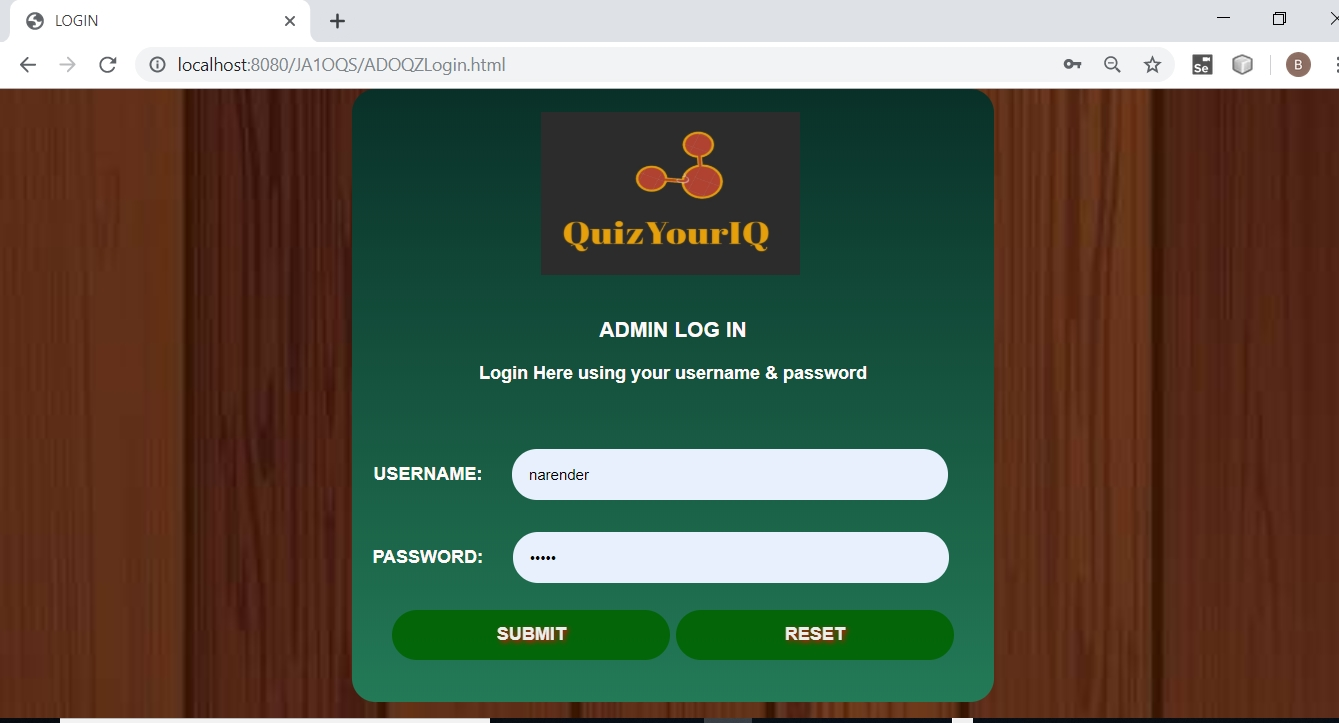 LOGIN
localhost:8080/JA1OQS/ADOQZLogin.html
Se
B
QuizYourIQ
ADMIN LOG IN
Login Here using your username & password
USERNAME: narender
PASSWORD: •••••
SUBMIT RESET